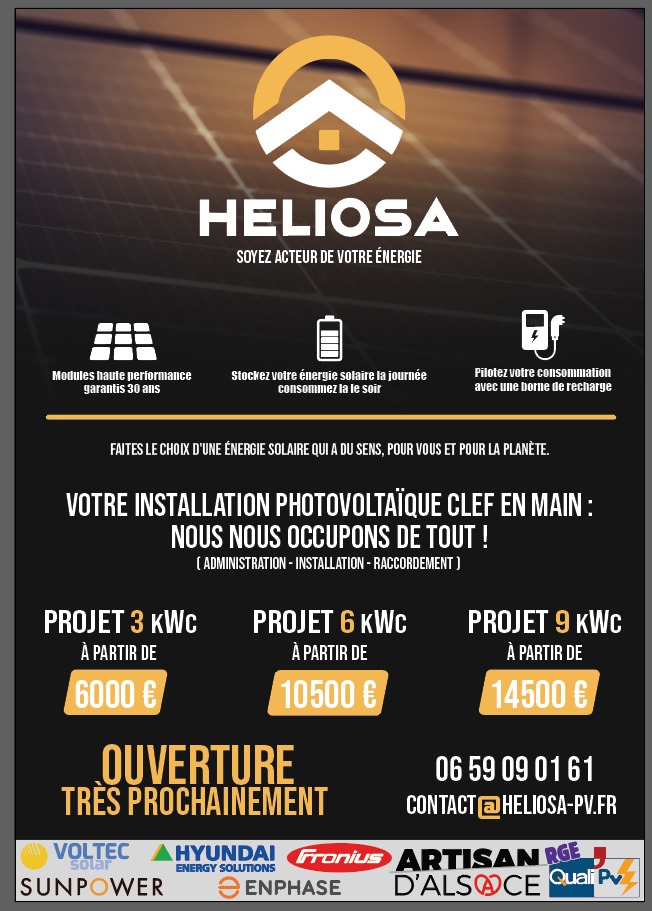 HELIOSA
SOYEZ ACTEUR DE VOTRE ÉNERGIE
Modules haute performance
garantis 30 ans
Stockez votre énergie solaire la journée
consommez la le soir
Pilotez votre consommation
avec une borne de recharge
FAITES LE CHOIX D'UNE ÉNERGIE SOLAIRE QUI A DU SENS, POUR VOUS ET POUR LA PLANÈTE.
VOTRE INSTALLATION PHOTOVOLTAÏQUE CLEF EN MAIN :
NOUS NOUS OCCUPONS DE TOUT !
( ADMINISTRATION - INSTALLATION - RACCORDEMENT )
PROJET 3 KWC
À PARTIR DE
6000 €
PROJET 6 KWC
À PARTIR DE
10500 €
PROJET 9 KWC
À PARTIR DE
14500 €
OUVERTURE
TRÈS PROCHAINEMENT
06 59 09 01 61
CONTACT@HELIOSA-PV.FR
VOLTEC
solar
HYUNDAI
ENERGY SOLUTIONS
Fronius
ARTISAN
D'ALSACE
RGE
QualiPV
SUNPOWER
ENPHASE